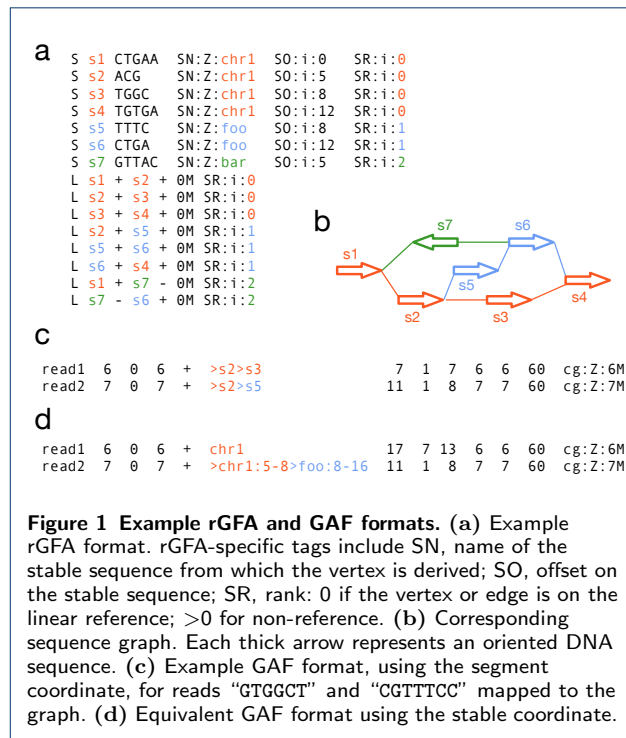 a
S s1 CTGAA SN:Z:chr1 SO:i:0 SR:i:0
S s2 ACG SN:Z:chr1 SO:i:5 SR:i:0
S s3 TGGC SN:Z:chr1 SO:i:8 SR:i:0
S s4 TGTGA SN:Z:chr1 SO:i:12 SR:i:0
S s5 TTTC SN:Z:foo SO:i:8 SR:i:1
S s6 CTGA SN:Z:foo SO:i:12 SR:i:1
S s7 GTTAC SN:Z:bar SO:i:5 SR:i:2
L s1 + s2 + 0M SR:i:0
L s2 + s3 + 0M SR:i:0
L s3 + s4 + 0M SR:i:0
L s2 + s5 + 0M SR:i:1
L s5 + s6 + 0M SR:i:1
L s6 + s4 + 0M SR:i:1
L s1 + s7 - 0M SR:i:2
L s7 - s6 + 0M SR:i:2
b
s7
s6
s1
s5
s4
s2
s3
c
read1 6 0 6 + >s2>s3 7 1 7 6 6 60 cg:Z:6M
read2 7 0 7 + >s2>s5 11 1 8 7 7 60 cg:Z:7M
d
read1 6 0 6 + chr1 17 7 13 6 6 60 cg:Z:6M
read2 7 0 7 + >chr1:5-8>foo:8-16 11 1 8 7 7 60 cg:Z:7M
Figure 1 Example rGFA and GAF formats. (a) Example
rGFA format. rGFA-specific tags include SN, name of the
stable sequence from which the vertex is derived; SO, offset on
the stable sequence; SR, rank: 0 if the vertex or edge is on the
linear reference; >0 for non-reference. (b) Corresponding
sequence graph. Each thick arrow represents an oriented DNA
sequence. (c) Example GAF format, using the segment
coordinate, for reads “GTGGCT” and “CGTTTCC” mapped to the
graph. (d) Equivalent GAF format using the stable coordinate.